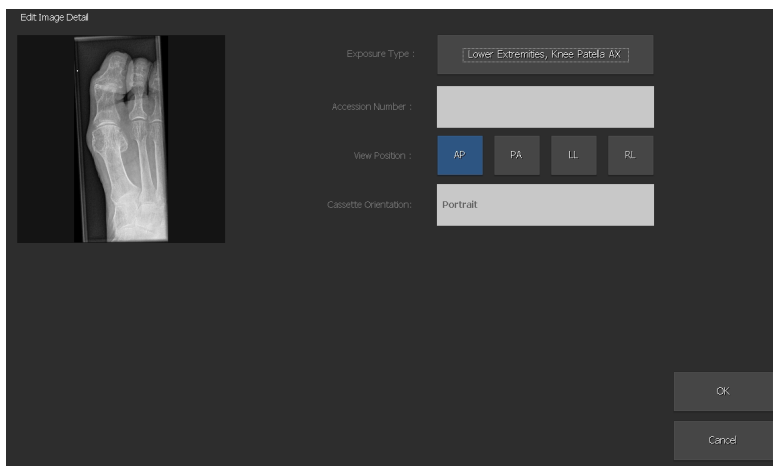 Edit Image Detail
Exposure Type :
Lower Extremities, Knee Patella AX
Accession Number :
View Position :
AP
PA
LL
RL
Cassette Orientation:
Portrait
OK
Cancel